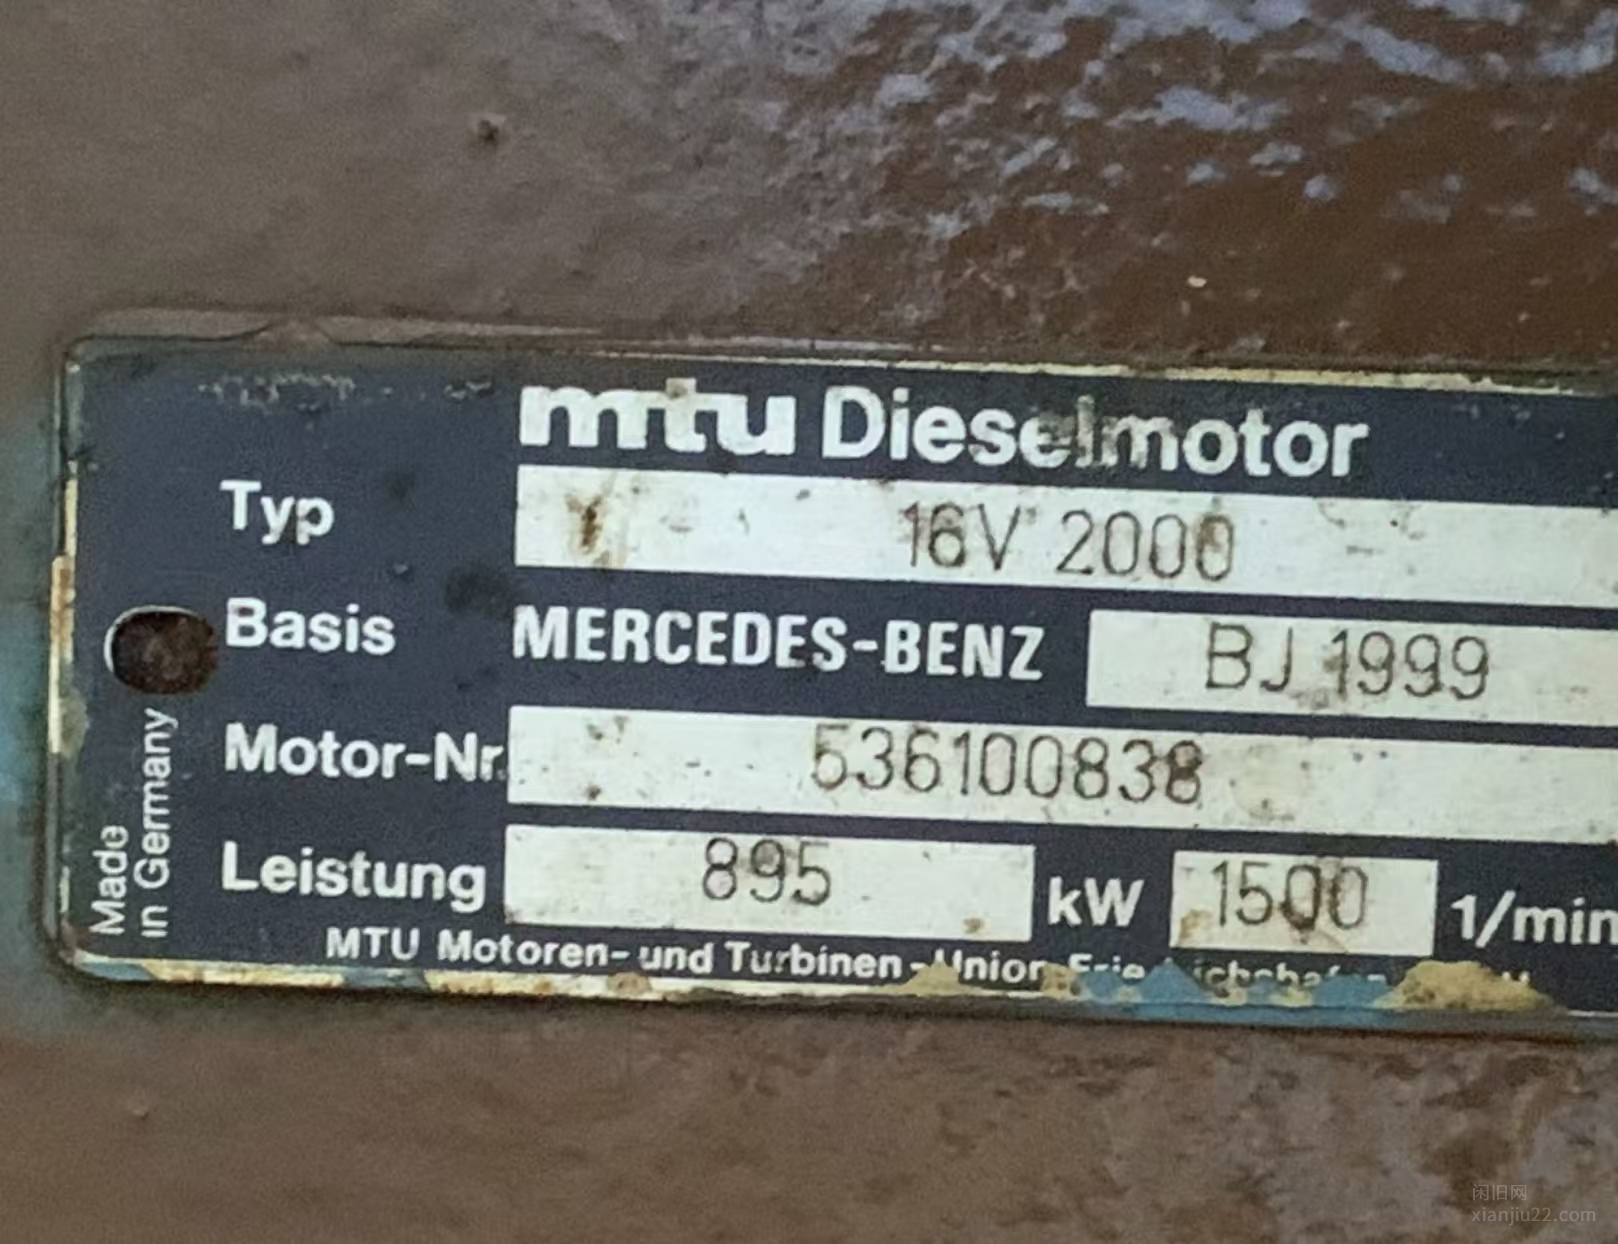 mtu Dieselmotor
Typ 16V 2000
Basis MERCEDES-BENZ BJ 1999
Motor-Nr. 536100838
Leistung 895 kW 1500 1/min
MTU Motoren- und Turbinen-Union
Made
in Germany
闲旧网
xianjiu22.com